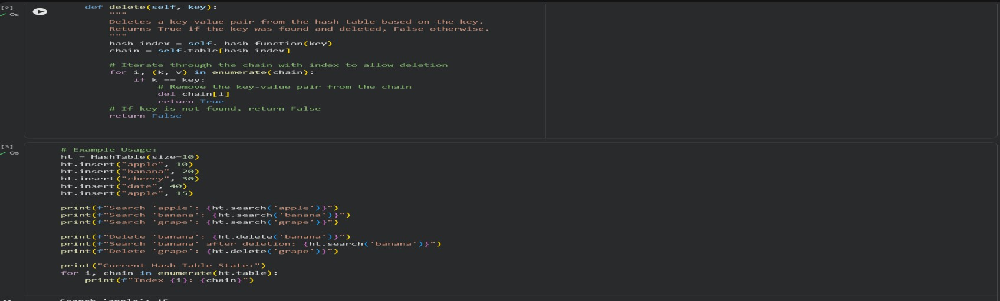 [2]
0s
def delete(self, key):
"""
Deletes a key-value pair from the hash table based on the key.
Returns True if the key was found and deleted, False otherwise.
"""
hash_index = self._hash_function(key)
chain = self.table[hash_index]
# Iterate through the chain with index to allow deletion
for i, (k, v) in enumerate(chain):
if k == key:
# Remove the key-value pair from the chain
del chain[i]
return True
# If key is not found, return False
return False
[3]
0s
# Example Usage:
ht = HashTable(size=10)
ht.insert("apple", 10)
ht.insert("banana", 20)
ht.insert("cherry", 30)
ht.insert("date", 40)
ht.insert("apple", 15)
print(f"Search 'apple': {ht.search('apple')}")
print(f"Search 'banana': {ht.search('banana')}")
print(f"Search 'grape': {ht.search('grape')}")
print(f"Delete 'banana': {ht.delete('banana')}")
print(f"Search 'banana' after deletion: {ht.search('banana')}")
print(f"Delete 'grape': {ht.delete('grape')}")
print("Current Hash Table State:")
for i, chain in enumerate(ht.table):
print(f"Index {i}: {chain}")